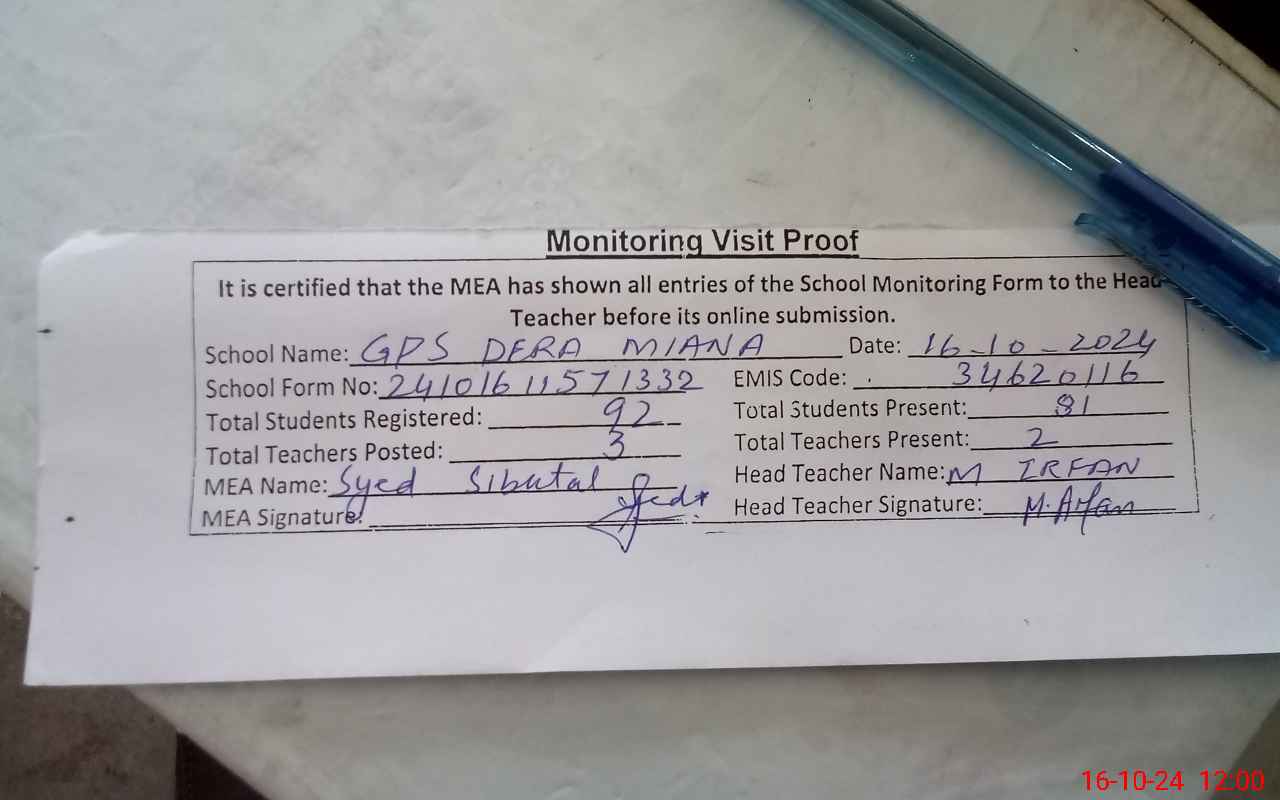 Monitoring Visit Proof
It is certified that the MEA has shown all entries of the School Monitoring Form to the Head
Teacher before its online submission.
School Name: GPS DERA MIANA Date: 16-10-2024
School Form No: 24101611571332 EMIS Code: 34620116
Total Students Registered: 92 Total Students Present: 81
Total Teachers Posted: 3 Total Teachers Present: 2
MEA Name: Syed Sibatal Head Teacher Name: M IRFAN
MEA Signature: Head Teacher Signature: M.Arfan
16-10-24 12:00